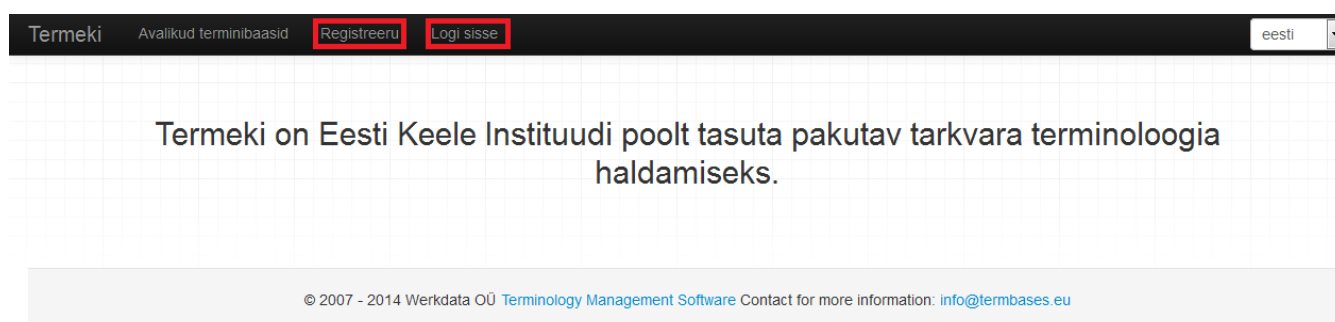 Termeki Avalikud terminibaasid Registreeru Logi sisse eesti
Termeki on Eesti Keele Instituudi poolt tasuta pakutav tarkvara terminoloogia
haldamiseks.
© 2007 - 2014 Werkdata OÜ Terminology Management Software Contact for more information: info@termbases.eu